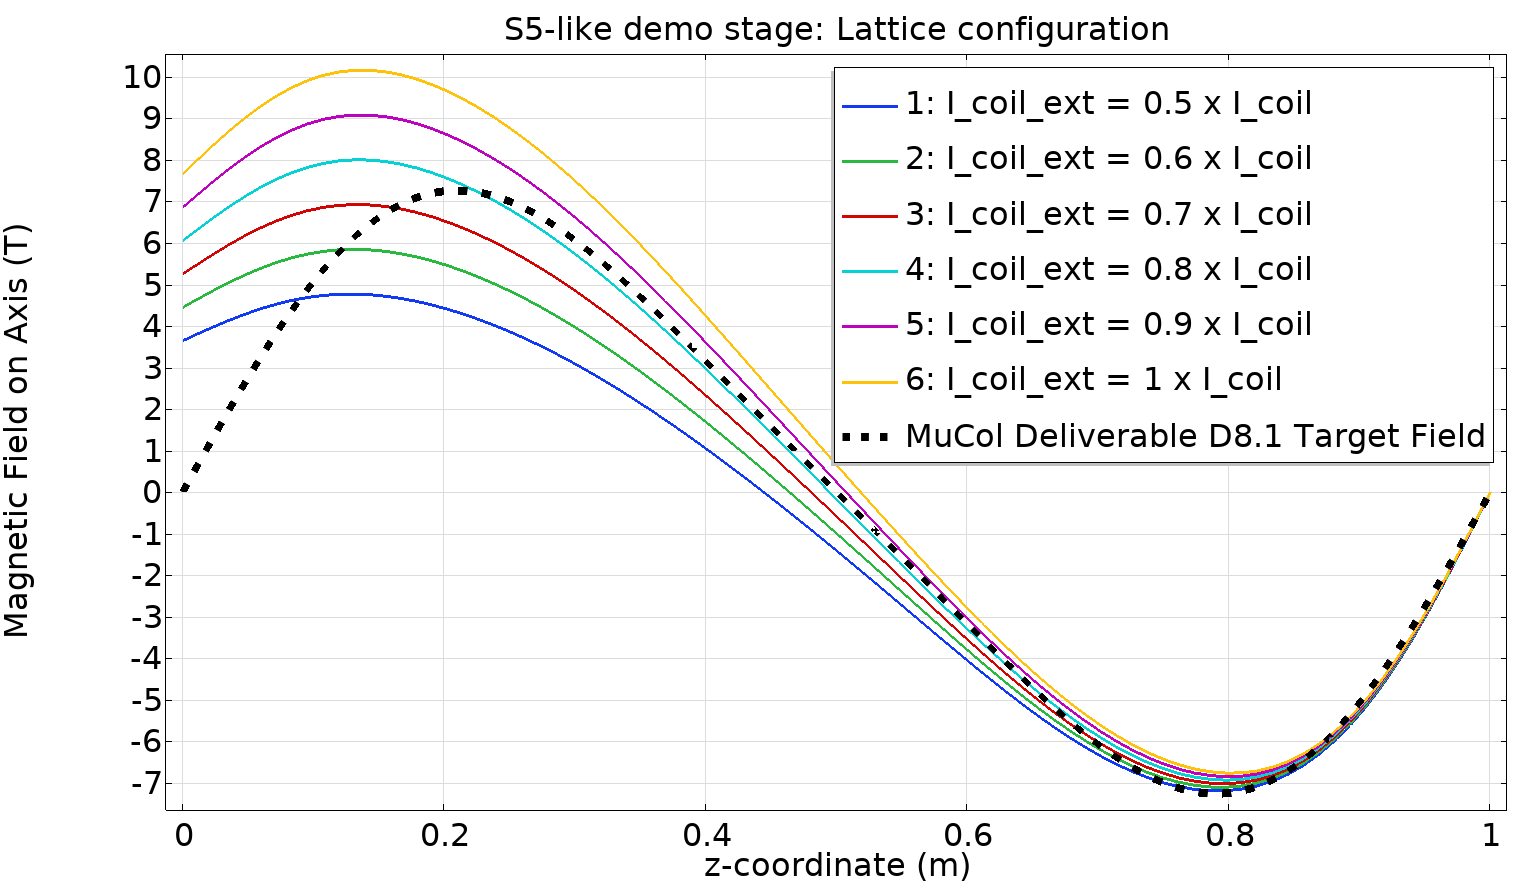 S5-like demo stage: Lattice configuration
Magnetic Field on Axis (T)
10
9
8
7
6
5
4
3
2
1
0
-1
-2
-3
-4
-5
-6
-7
1: I_coil_ext = 0.5 x I_coil
2: I_coil_ext = 0.6 x I_coil
3: I_coil_ext = 0.7 x I_coil
4: I_coil_ext = 0.8 x I_coil
5: I_coil_ext = 0.9 x I_coil
6: I_coil_ext = 1 x I_coil
MuCol Deliverable D8.1 Target Field
0 0.2 0.4 0.6 0.8 1
z-coordinate (m)